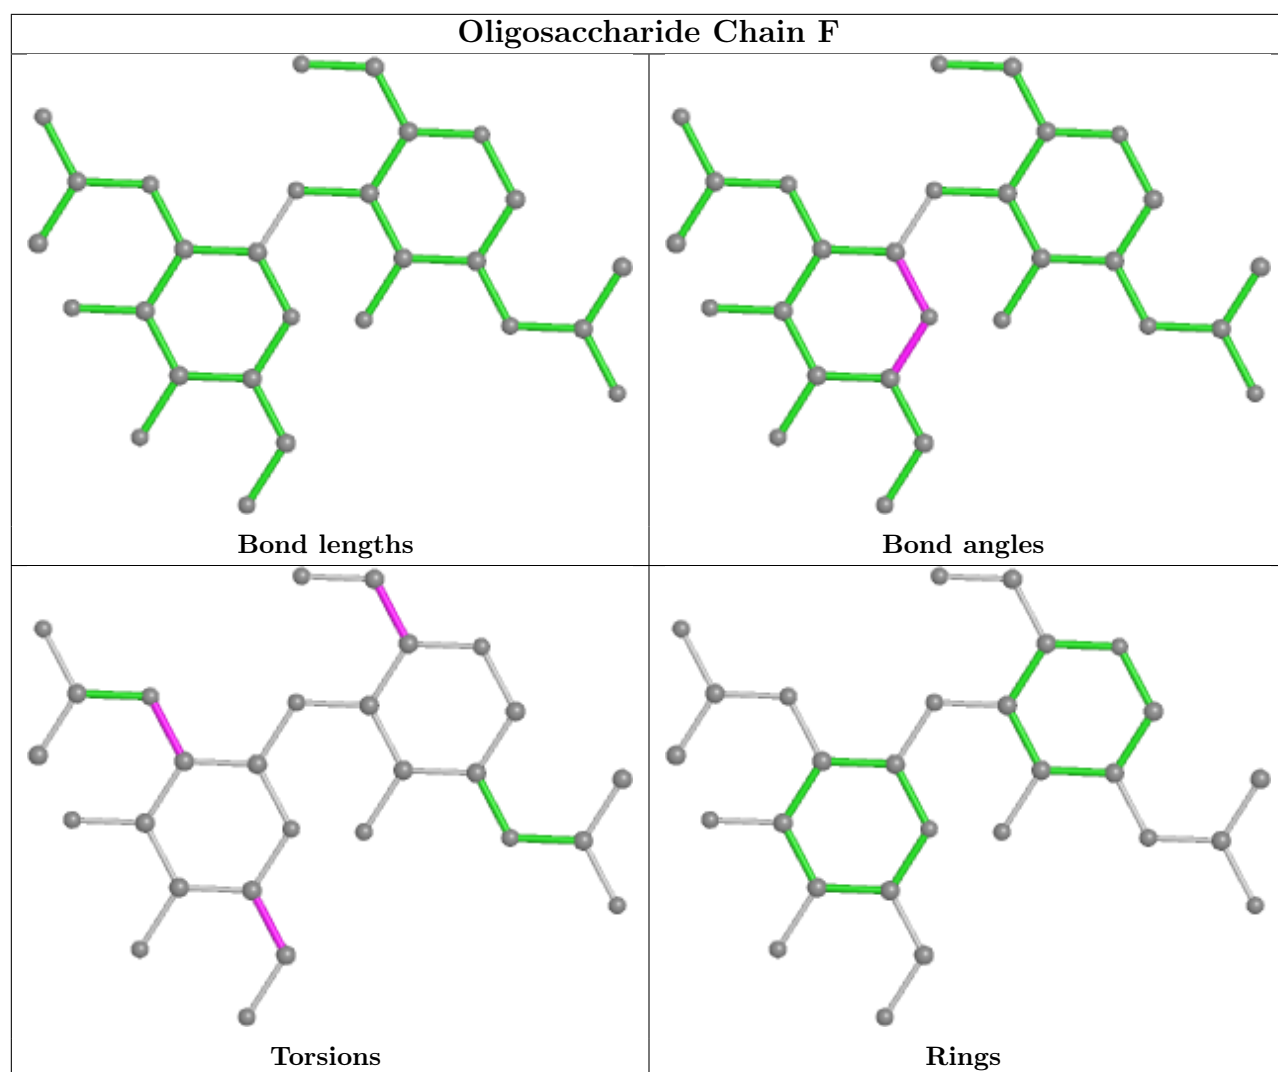 Oligosaccharide Chain F
Bond lengths
Bond angles
Torsions
Rings